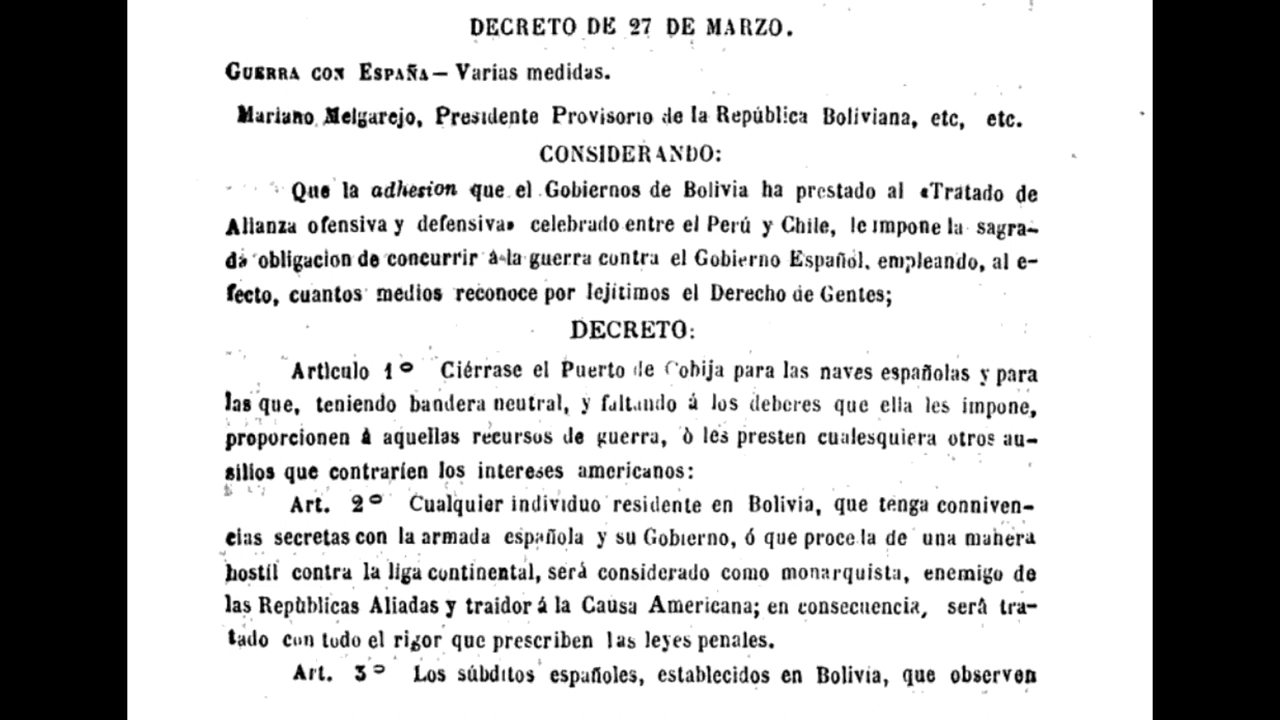 DECRETO DE 27 DE MARZO.
GUERRA CON ESPAÑA — Varias medidas.
Mariano Melgarejo, Presidente Provisorio de la República Boliviana, etc, etc.
CONSIDERANDO:
Que la adhesion que el Gobiernos de Bolivia ha prestado al «Tratado de
Alianza ofensiva y defensiva» celebrado entre el Perú y Chile, le impone la sagra-
da obligacion de concurrir á la guerra contra el Gobierno Español, empleando, al e-
fecto, cuantos medios reconoce por lejítimos el Derecho de Gentes;
DECRETO:
Artículo 1º Ciérrase el Puerto de Cobija para las naves españolas y para
las que, teniendo bandera neutral, y faltando á los deberes que ella les impone,
proporcionen á aquellas recursos de guerra, ò les presten cualesquiera otros au-
silios que contrarien los intereses americanos:
Art. 2º Cualquier individuo residente en Bolivia, que tenga conniven-
cias secretas con la armada española y su Gobierno, ó que proceda de una manera
hostil contra la liga continental, será considerado como monarquista, enemigo de
las Repùblicas Aliadas y traidor á la Causa Americana; en consecuencia, será tra-
tado con todo el rigor que prescriben las leyes penales.
Art. 3º Los súbditos españoles, establecidos en Bolivia, que observen